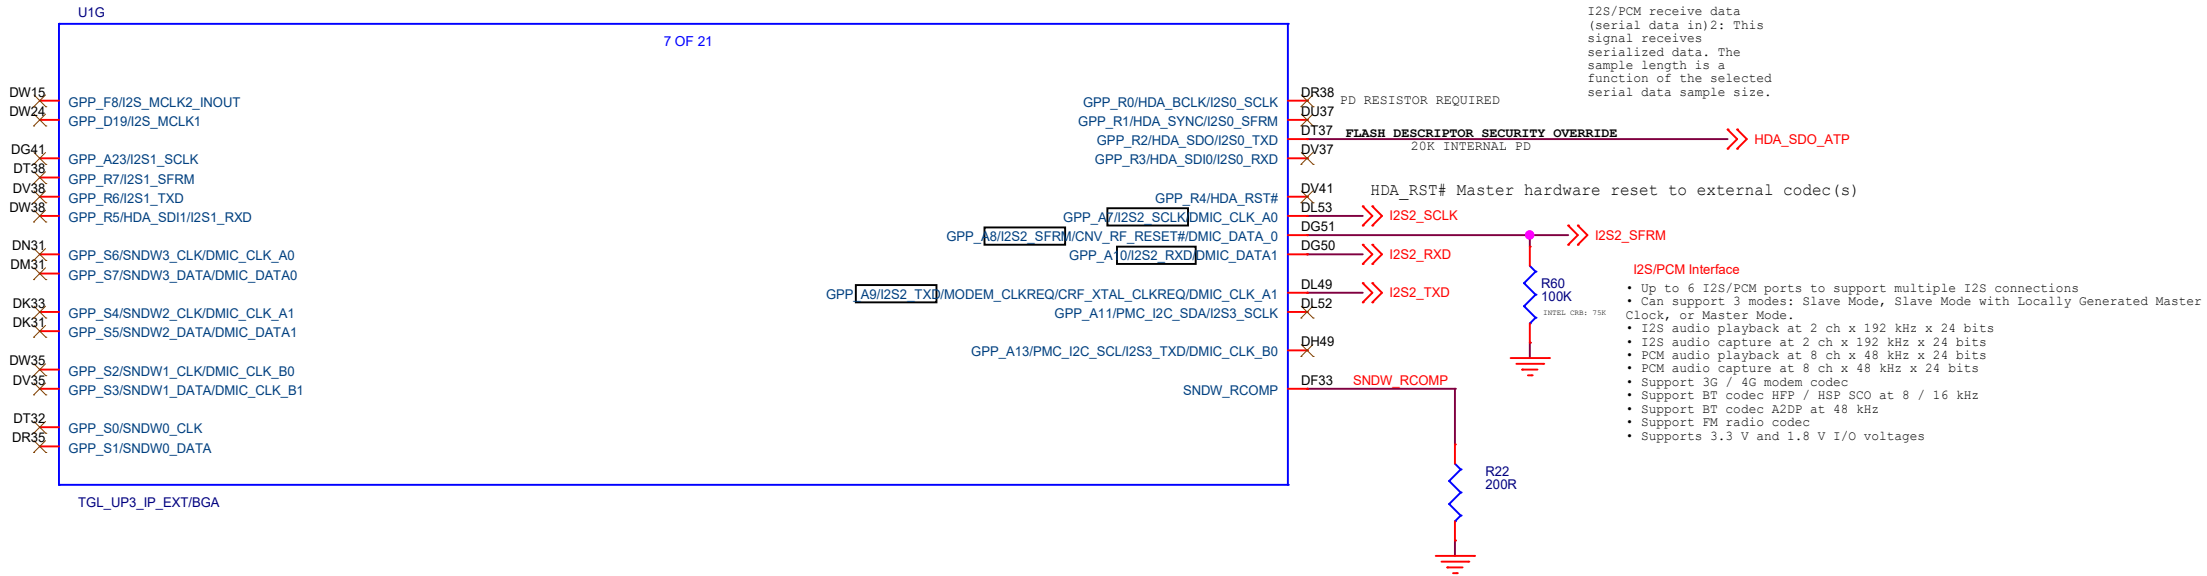 U1G
7 OF 21
DW15
GPP_F8/I2S_MCLK2_INOUT
DW24
GPP_D19/I2S_MCLK1
DG41
GPP_A23/I2S1_SCLK
DT38
GPP_R7/I2S1_SFRM
DV38
GPP_R6/I2S1_TXD
DW38
GPP_R5/HDA_SDI1/I2S1_RXD
DN31
GPP_S6/SNDW3_CLK/DMIC_CLK_A0
DM31
GPP_S7/SNDW3_DATA/DMIC_DATA0
DK33
GPP_S4/SNDW2_CLK/DMIC_CLK_A1
DK31
GPP_S5/SNDW2_DATA/DMIC_DATA1
DW35
GPP_S2/SNDW1_CLK/DMIC_CLK_B0
DV35
GPP_S3/SNDW1_DATA/DMIC_CLK_B1
DT32
GPP_S0/SNDW0_CLK
DR35
GPP_S1/SNDW0_DATA
TGL_UP3_IP_EXT/BGA
GPP_R0/HDA_BCLK/I2S0_SCLK
DR38
PD RESISTOR REQUIRED
GPP_R1/HDA_SYNC/I2S0_SFRM
DU37
GPP_R2/HDA_SDO/I2S0_TXD
DT37
FLASH DESCRIPTOR SECURITY OVERRIDE
20K INTERNAL PD
HDA_SDO_ATP
GPP_R3/HDA_SDI0/I2S0_RXD
DV37
GPP_R4/HDA_RST#
DV41
HDA_RST# Master hardware reset to external codec(s)
GPP_A7/I2S2_SCLK/DMIC_CLK_A0
DL53
I2S2_SCLK
GPP_A8/I2S2_SFRM/CNV_RF_RESET#/DMIC_DATA_0
DG51
I2S2_SFRM
GPP_A10/I2S2_RXD/DMIC_DATA1
DG50
I2S2_RXD
GPP_A9/I2S2_TXD/MODEM_CLKREQ/CRF_XTAL_CLKREQ/DMIC_CLK_A1
DL49
I2S2_TXD
GPP_A11/PMC_I2C_SDA/I2S3_SCLK
DL52
GPP_A13/PMC_I2C_SCL/I2S3_TXD/DMIC_CLK_B0
DH49
SNDW_RCOMP
DF33
SNDW_RCOMP
R60
100K
INTEL CRB: 75K
R22
200R
I2S/PCM receive data
(serial data in)2: This
signal receives
serialized data. The
sample length is a
function of the selected
serial data sample size.
I2S/PCM Interface
• Up to 6 I2S/PCM ports to support multiple I2S connections
• Can support 3 modes: Slave Mode, Slave Mode with Locally Generated Master
Clock, or Master Mode.
• I2S audio playback at 2 ch x 192 kHz x 24 bits
• I2S audio capture at 2 ch x 192 kHz x 24 bits
• PCM audio playback at 8 ch x 48 kHz x 24 bits
• PCM audio capture at 8 ch x 48 kHz x 24 bits
• Support 3G / 4G modem codec
• Support BT codec HFP / HSP SCO at 8 / 16 kHz
• Support BT codec A2DP at 48 kHz
• Support FM radio codec
• Supports 3.3 V and 1.8 V I/O voltages